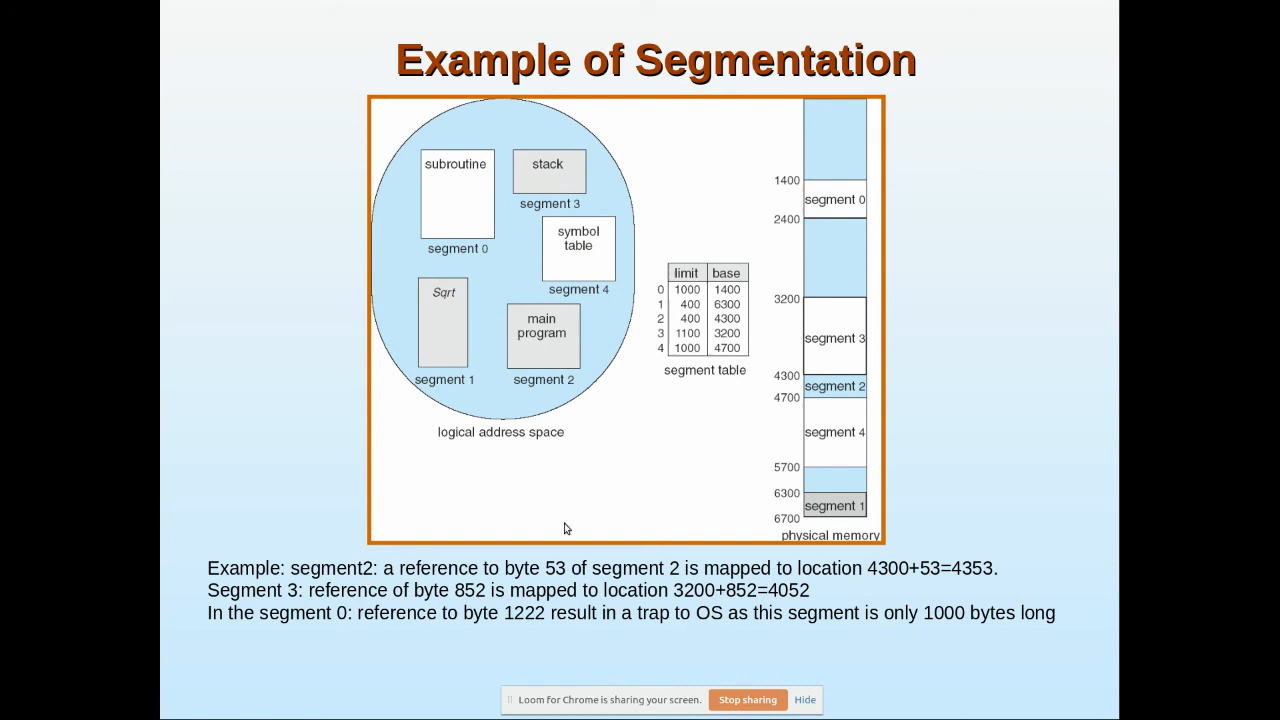 Example of Segmentation
subroutine
segment 0
stack
segment 3
symbol
table
segment 4
Sqrt
segment 1
main
program
segment 2
logical address space
limit base
0 1000 1400
1 400 6300
2 400 4300
3 1100 3200
4 1000 4700
segment table
1400
segment 0
2400
3200
segment 3
4300
segment 2
4700
segment 4
5700
6300
segment 1
6700
physical memory
Example: segment2: a reference to byte 53 of segment 2 is mapped to location 4300+53=4353.
Segment 3: reference of byte 852 is mapped to location 3200+852=4052
In the segment 0: reference to byte 1222 result in a trap to OS as this segment is only 1000 bytes long
Loom for Chrome is sharing your screen. Stop sharing Hide